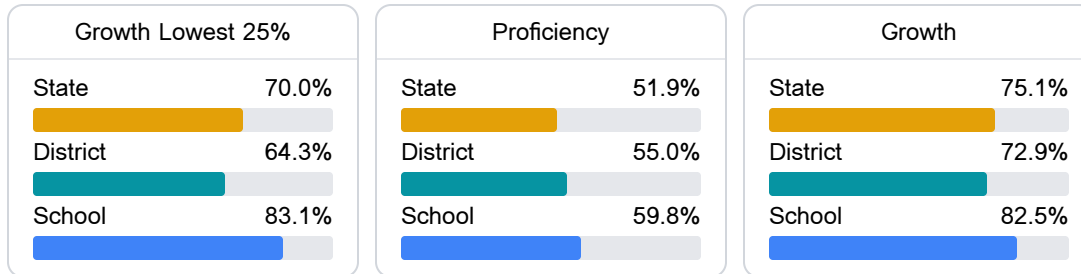 Growth Lowest 25%
State 70.0%
District 64.3%
School 83.1%
Proficiency
State 51.9%
District 55.0%
School 59.8%
Growth
State 75.1%
District 72.9%
School 82.5%